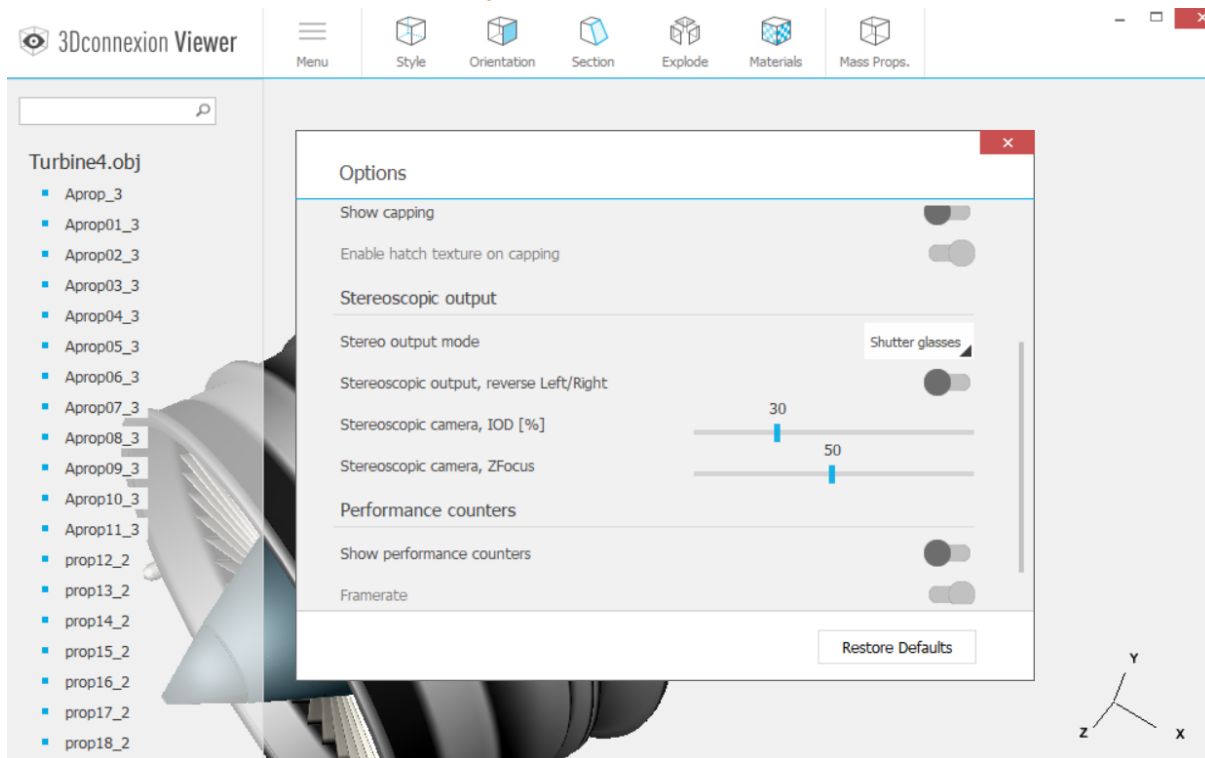 3Dconnexion Viewer
Menu
Style
Orientation
Section
Explode
Materials
Mass Props.
Turbine4.obj
Aprop_3
Aprop01_3
Aprop02_3
Aprop03_3
Aprop04_3
Aprop05_3
Aprop06_3
Aprop07_3
Aprop08_3
Aprop09_3
Aprop10_3
Aprop11_3
prop12_2
prop13_2
prop14_2
prop15_2
prop16_2
prop17_2
prop18_2
Options
Show capping
Enable hatch texture on capping
Stereoscopic output
Stereo output mode Shutter glasses
Stereoscopic output, reverse Left/Right
Stereoscopic camera, IOD [%] 30
Stereoscopic camera, ZFocus 50
Performance counters
Show performance counters
Framerate
Restore Defaults
Y
Z X